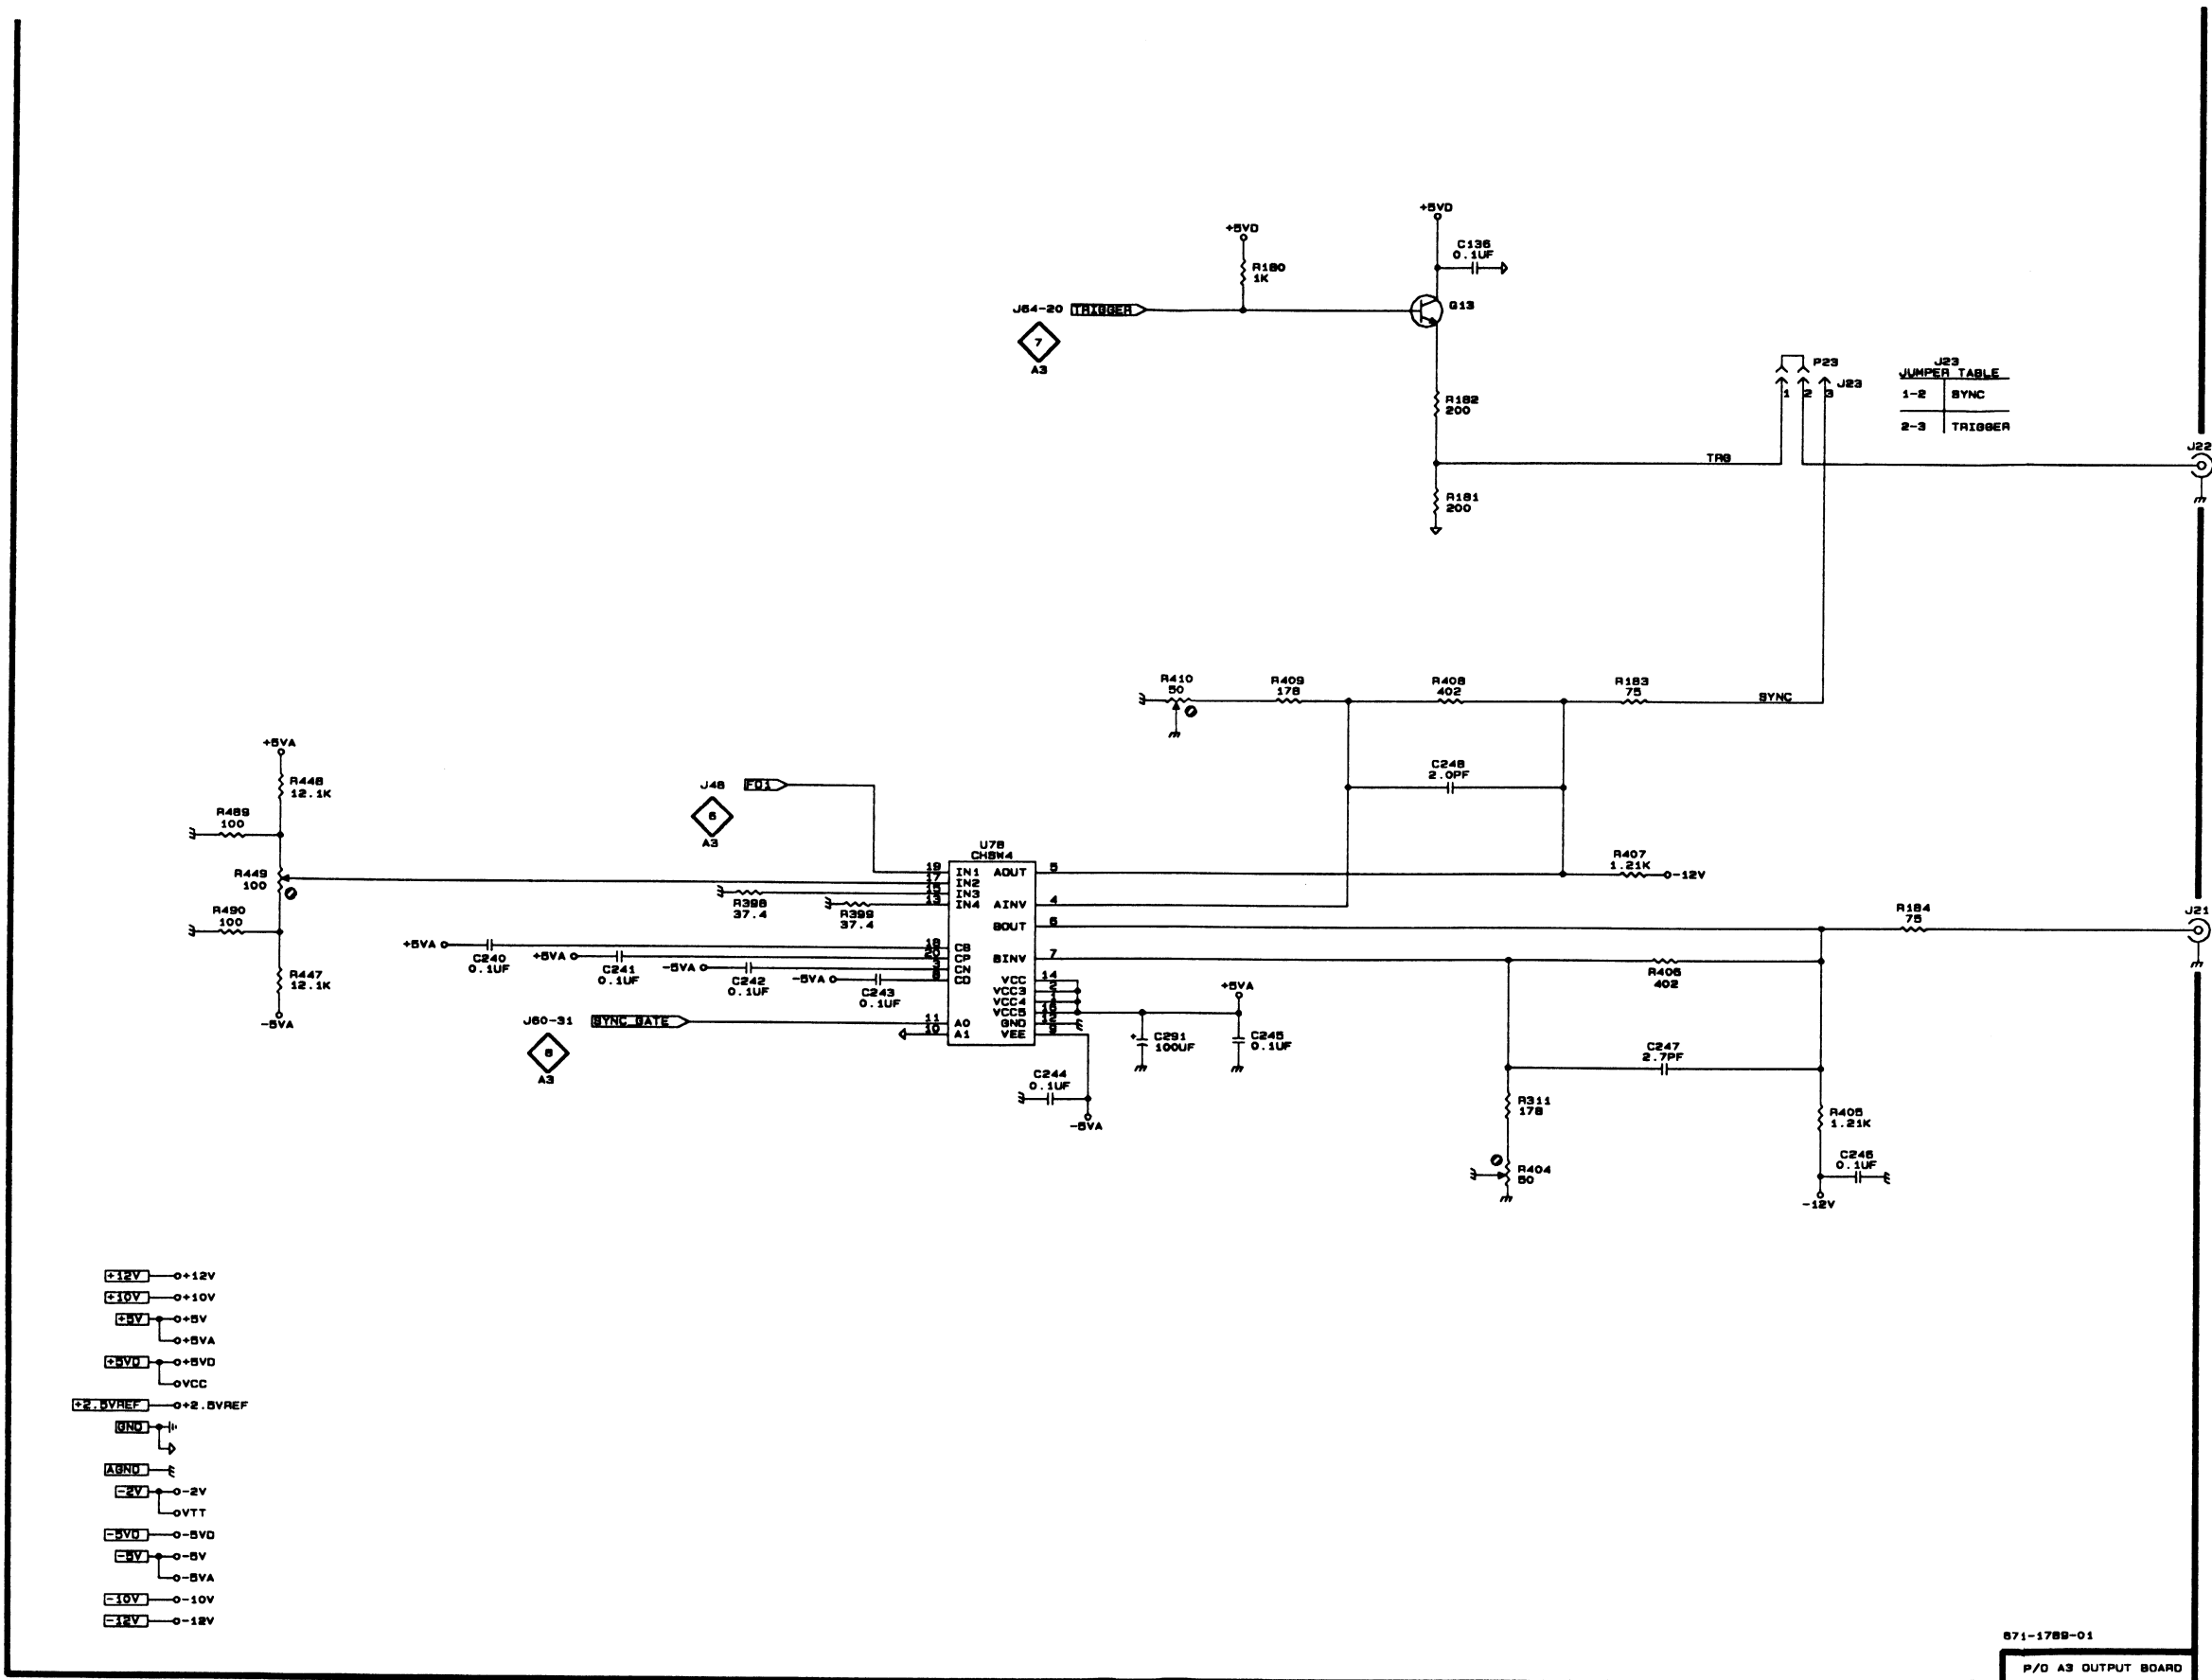 +5VD
+5VD
C136
0.1UF
R180
1K
J64-20 TRIGGER
Q13
7
A3
R182
200
P23
J23
1 2 3
J23
JUMPER TABLE
1-2 SYNC
2-3 TRIGGER
TRG
J22
R181
200
R410
50
R409
178
R408
402
R183
75
SYNC
+5VA
R448
12.1K
R489
100
R449
100
R490
100
R447
12.1K
-5VA
J48 FO1
6
A3
C248
2.0PF
U78
CHSW4
19 IN1 AOUT 5
17 IN2
15 IN3
13 IN4 AINV 4
BOUT 6
CB
CP BINV 7
CN
CD VCC 14
VCC3 2
VCC4
VCC5
11 A0 GND
10 A1 VEE
R398
37.4
R399
37.4
R407
1.21K
-12V
R184
75
J21
+5VA
C240
0.1UF
+5VA
C241
0.1UF
-5VA
C242
0.1UF
-5VA
C243
0.1UF
J60-31 SYNC_GATE
8
A3
R406
402
+5VA
C291
100UF
C245
0.1UF
C244
0.1UF
-5VA
C247
2.7PF
R311
178
R404
50
R405
1.21K
C246
0.1UF
-12V
+12V +12V
+10V +10V
+5V +5V
+5VA
+5VD +5VD
VCC
+2.5VREF +2.5VREF
GND
AGND
-2V -2V
VTT
-5VD -5VD
-5V -5V
-5VA
-10V -10V
-12V -12V
671-1789-01
P/O A3 OUTPUT BOARD